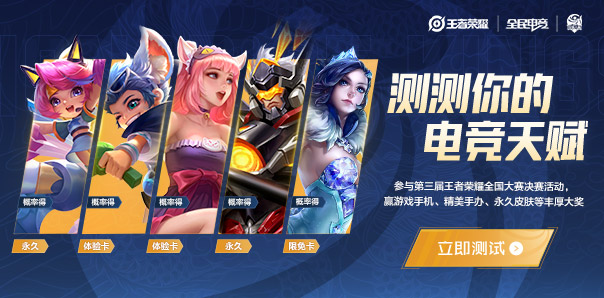 王者荣耀 | 全民电竞
测测你的
电竞天赋
参与第三届王者荣耀全国大赛决赛活动，
赢游戏手机、精美手办、永久皮肤等丰厚大奖
立即测试
概率得 概率得 概率得 概率得 概率得
永久 体验卡 体验卡 永久 限免卡